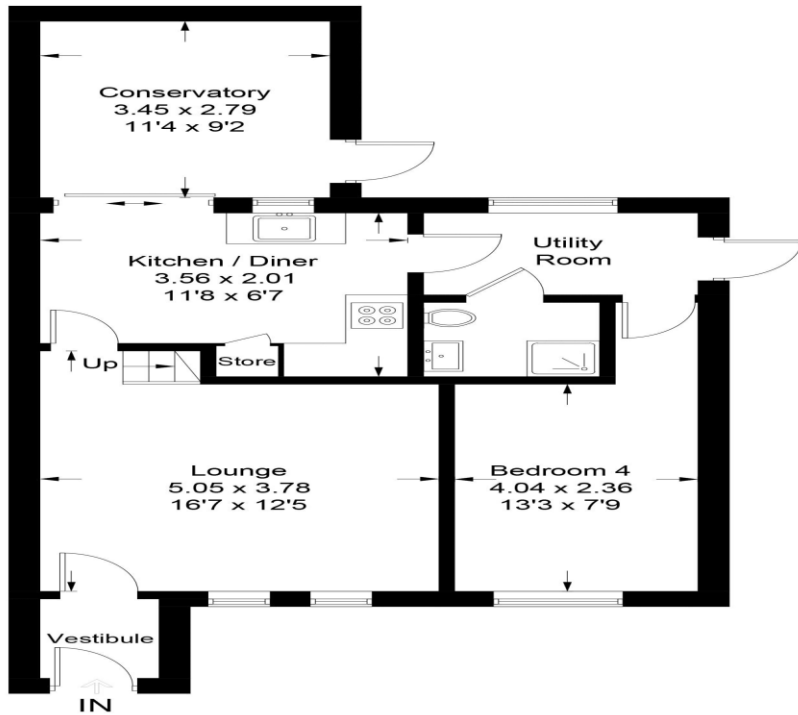 Conservatory
3.45 x 2.79
11'4 x 9'2
Kitchen / Diner
3.56 x 2.01
11'8 x 6'7
Utility
Room
Up
Store
Lounge
5.05 x 3.78
16'7 x 12'5
Bedroom 4
4.04 x 2.36
13'3 x 7'9
Vestibule
IN